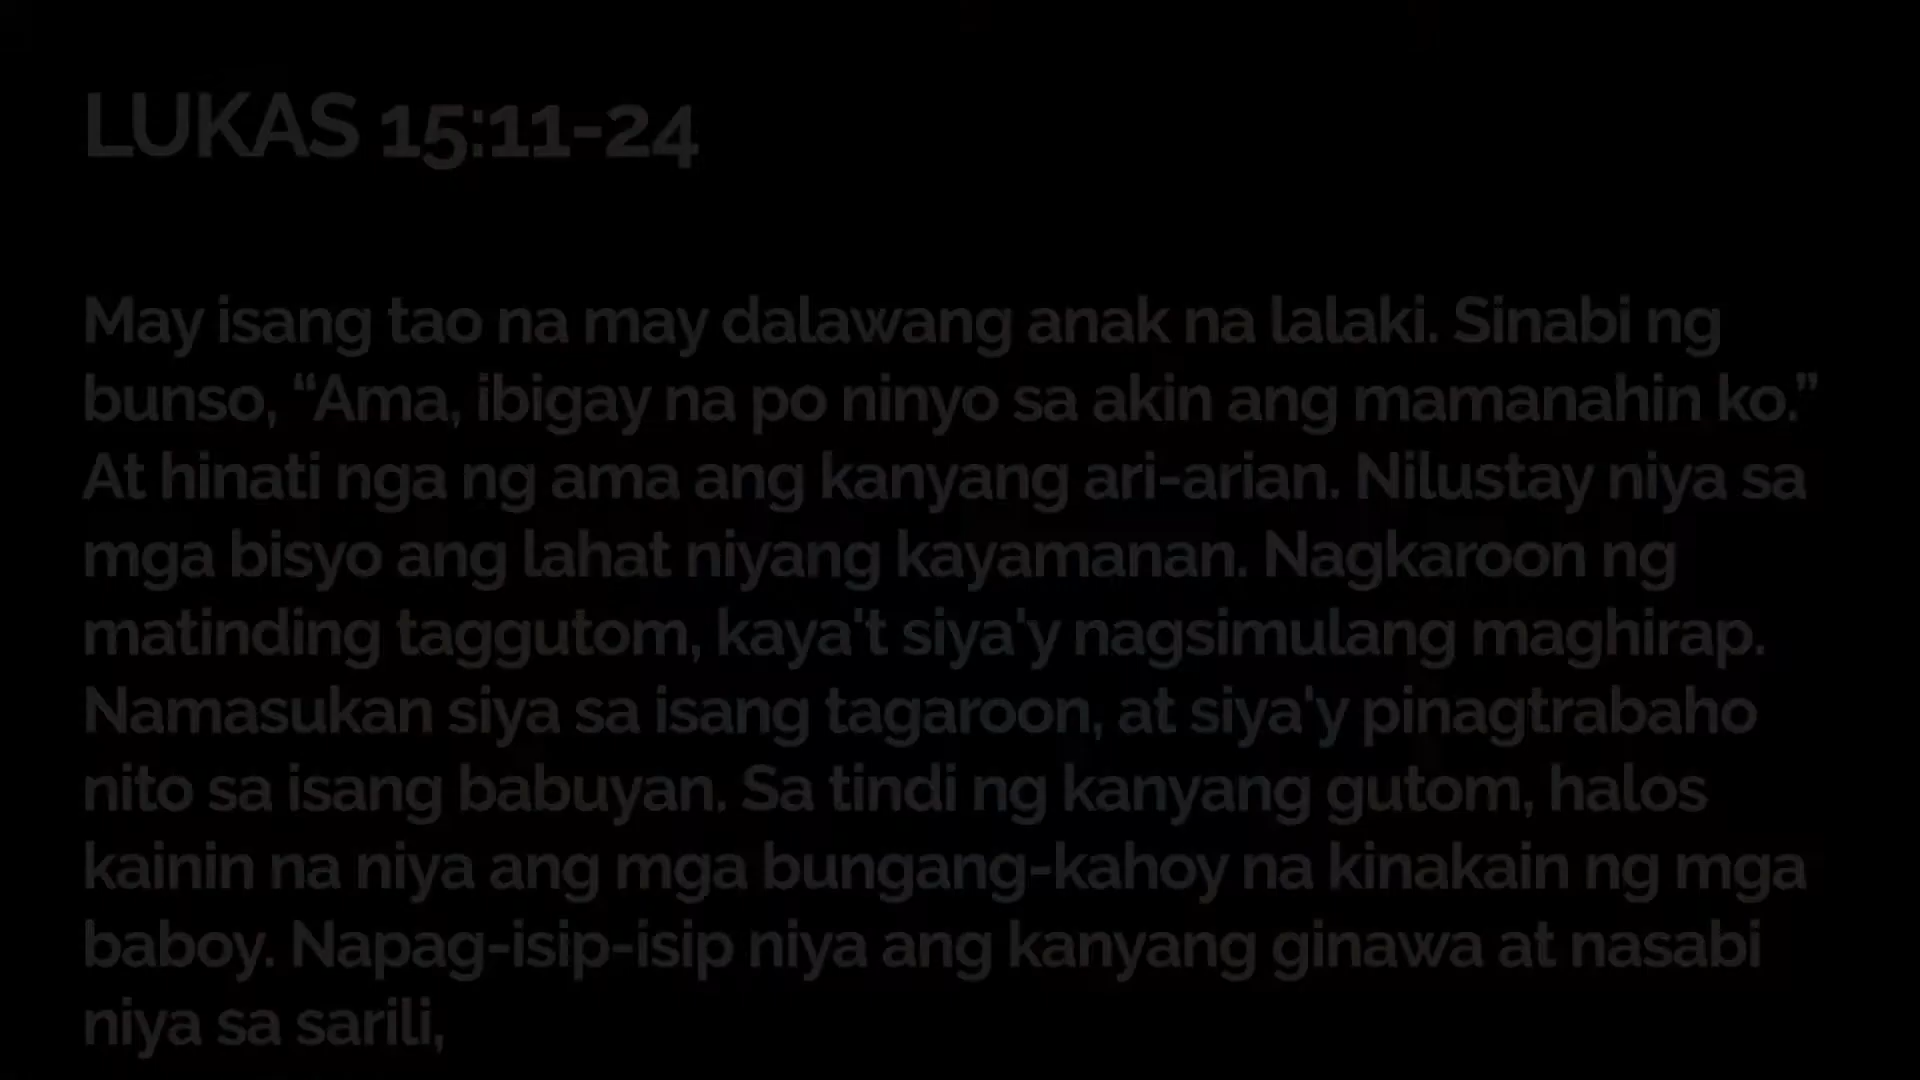 LUKAS 15:11-24
May isang tao na may dalawang anak na lalaki. Sinabi ng
bunso, “Ama, ibigay na po ninyo sa akin ang mamanahin ko.”
At hinati nga ng ama ang kanyang ari-arian. Nilustay niya sa
mga bisyo ang lahat niyang kayamanan. Nagkaroon ng
matinding taggutom, kaya't siya'y nagsimulang maghirap.
Namasukan siya sa isang tagaroon, at siya'y pinagtrabaho
nito sa isang babuyan. Sa tindi ng kanyang gutom, halos
kainin na niya ang mga bungang-kahoy na kinakain ng mga
baboy. Napag-isip-isip niya ang kanyang ginawa at nasabi
niya sa sarili,